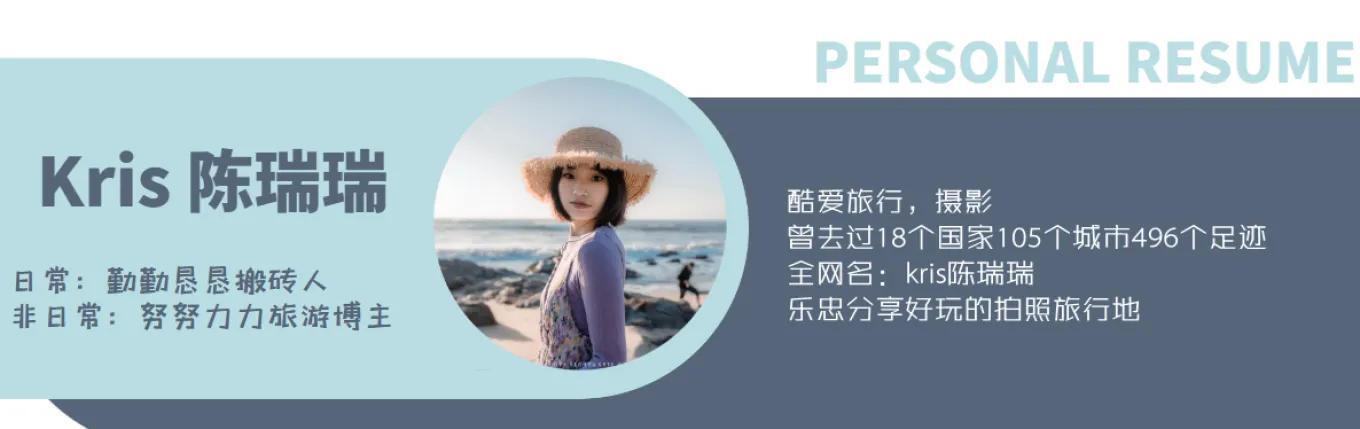 PERSONAL RESUME
Kris 陈瑞瑞
日常：勤勤恳恳搬砖人
非日常：努努力力旅游博主
酷爱旅行，摄影
曾去过18个国家105个城市496个足迹
全网名：kris陈瑞瑞
乐忠分享好玩的拍照旅行地